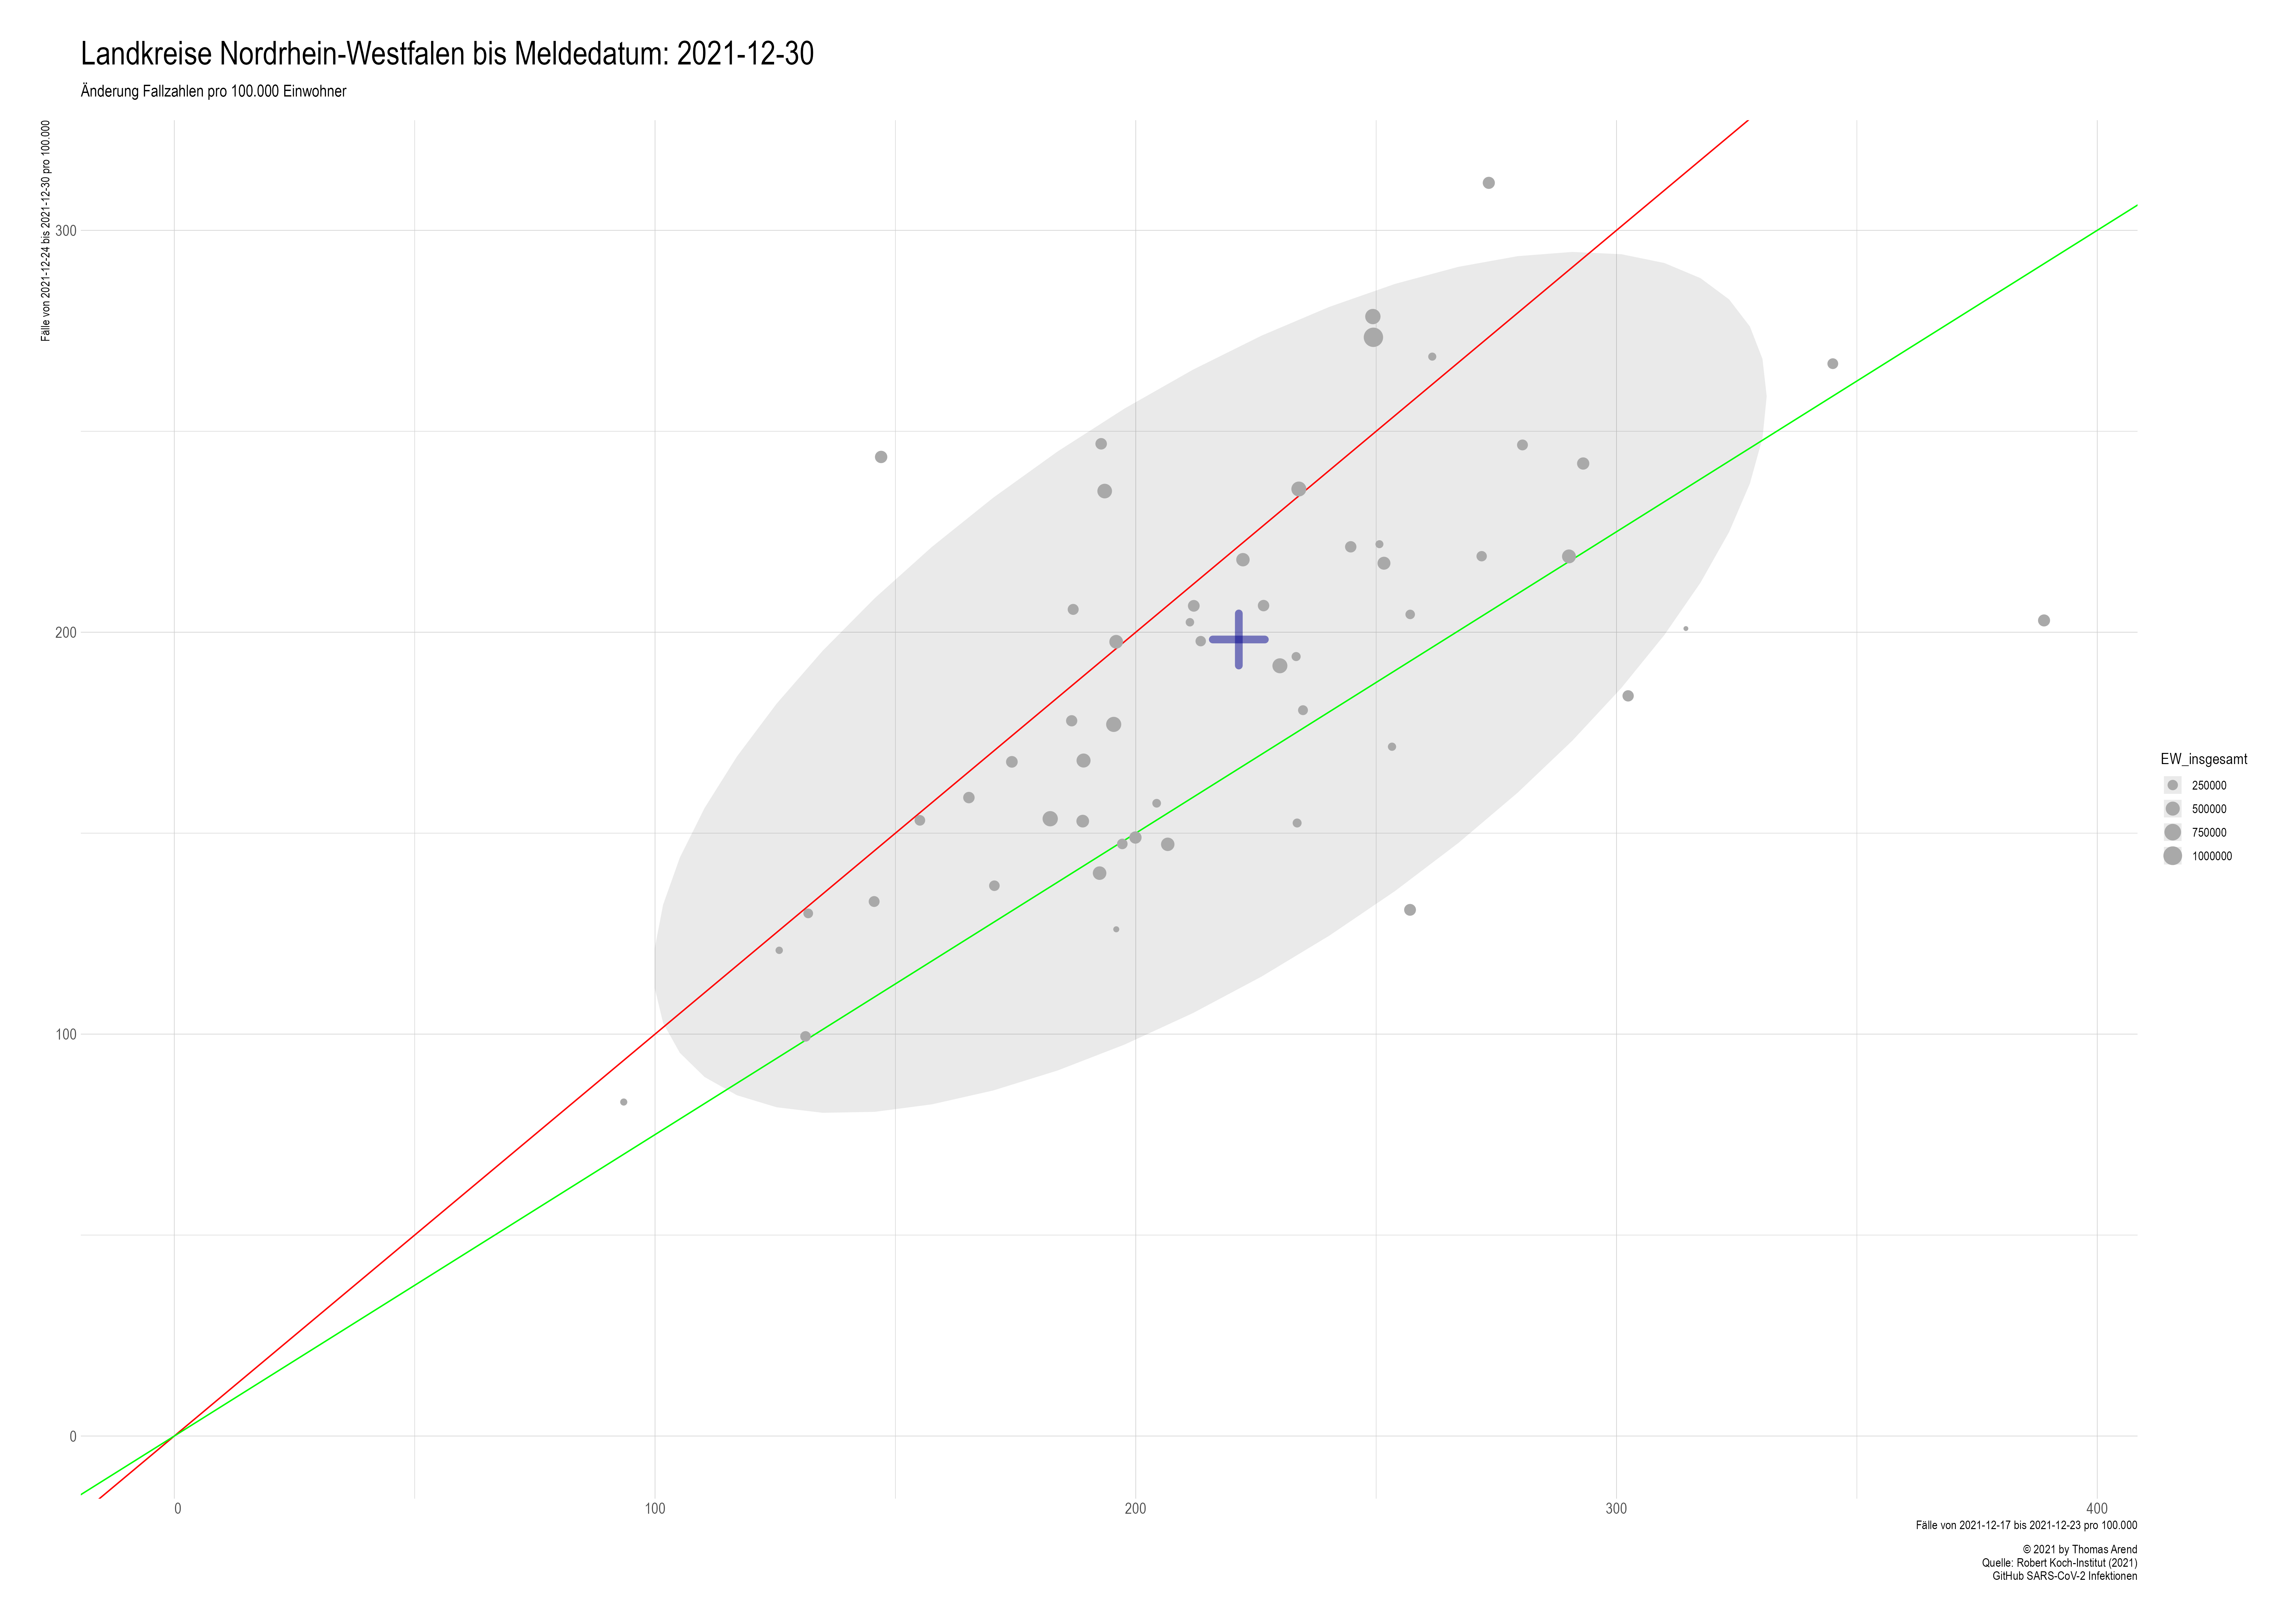 Landkreise Nordrhein-Westfalen bis Meldedatum: 2021-12-30
Änderung Fallzahlen pro 100.000 Einwohner
Fälle von 2021-12-24 bis 2021-12-30 pro 100.000
300
200
100
0
0 100 200 300 400
Fälle von 2021-12-17 bis 2021-12-23 pro 100.000
EW_insgesamt
250000
500000
750000
1000000
© 2021 by Thomas Arend
Quelle: Robert Koch-Institut (2021)
GitHub SARS-CoV-2 Infektionen